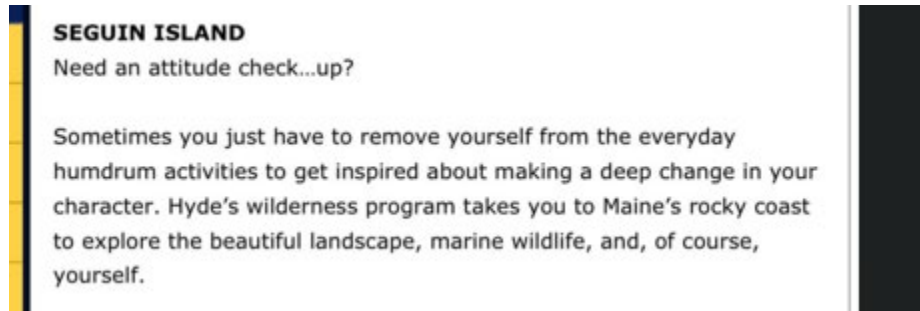 SEGUIN ISLAND
Need an attitude check...up?
Sometimes you just have to remove yourself from the everyday
humdrum activities to get inspired about making a deep change in your
character. Hyde’s wilderness program takes you to Maine’s rocky coast
to explore the beautiful landscape, marine wildlife, and, of course,
yourself.